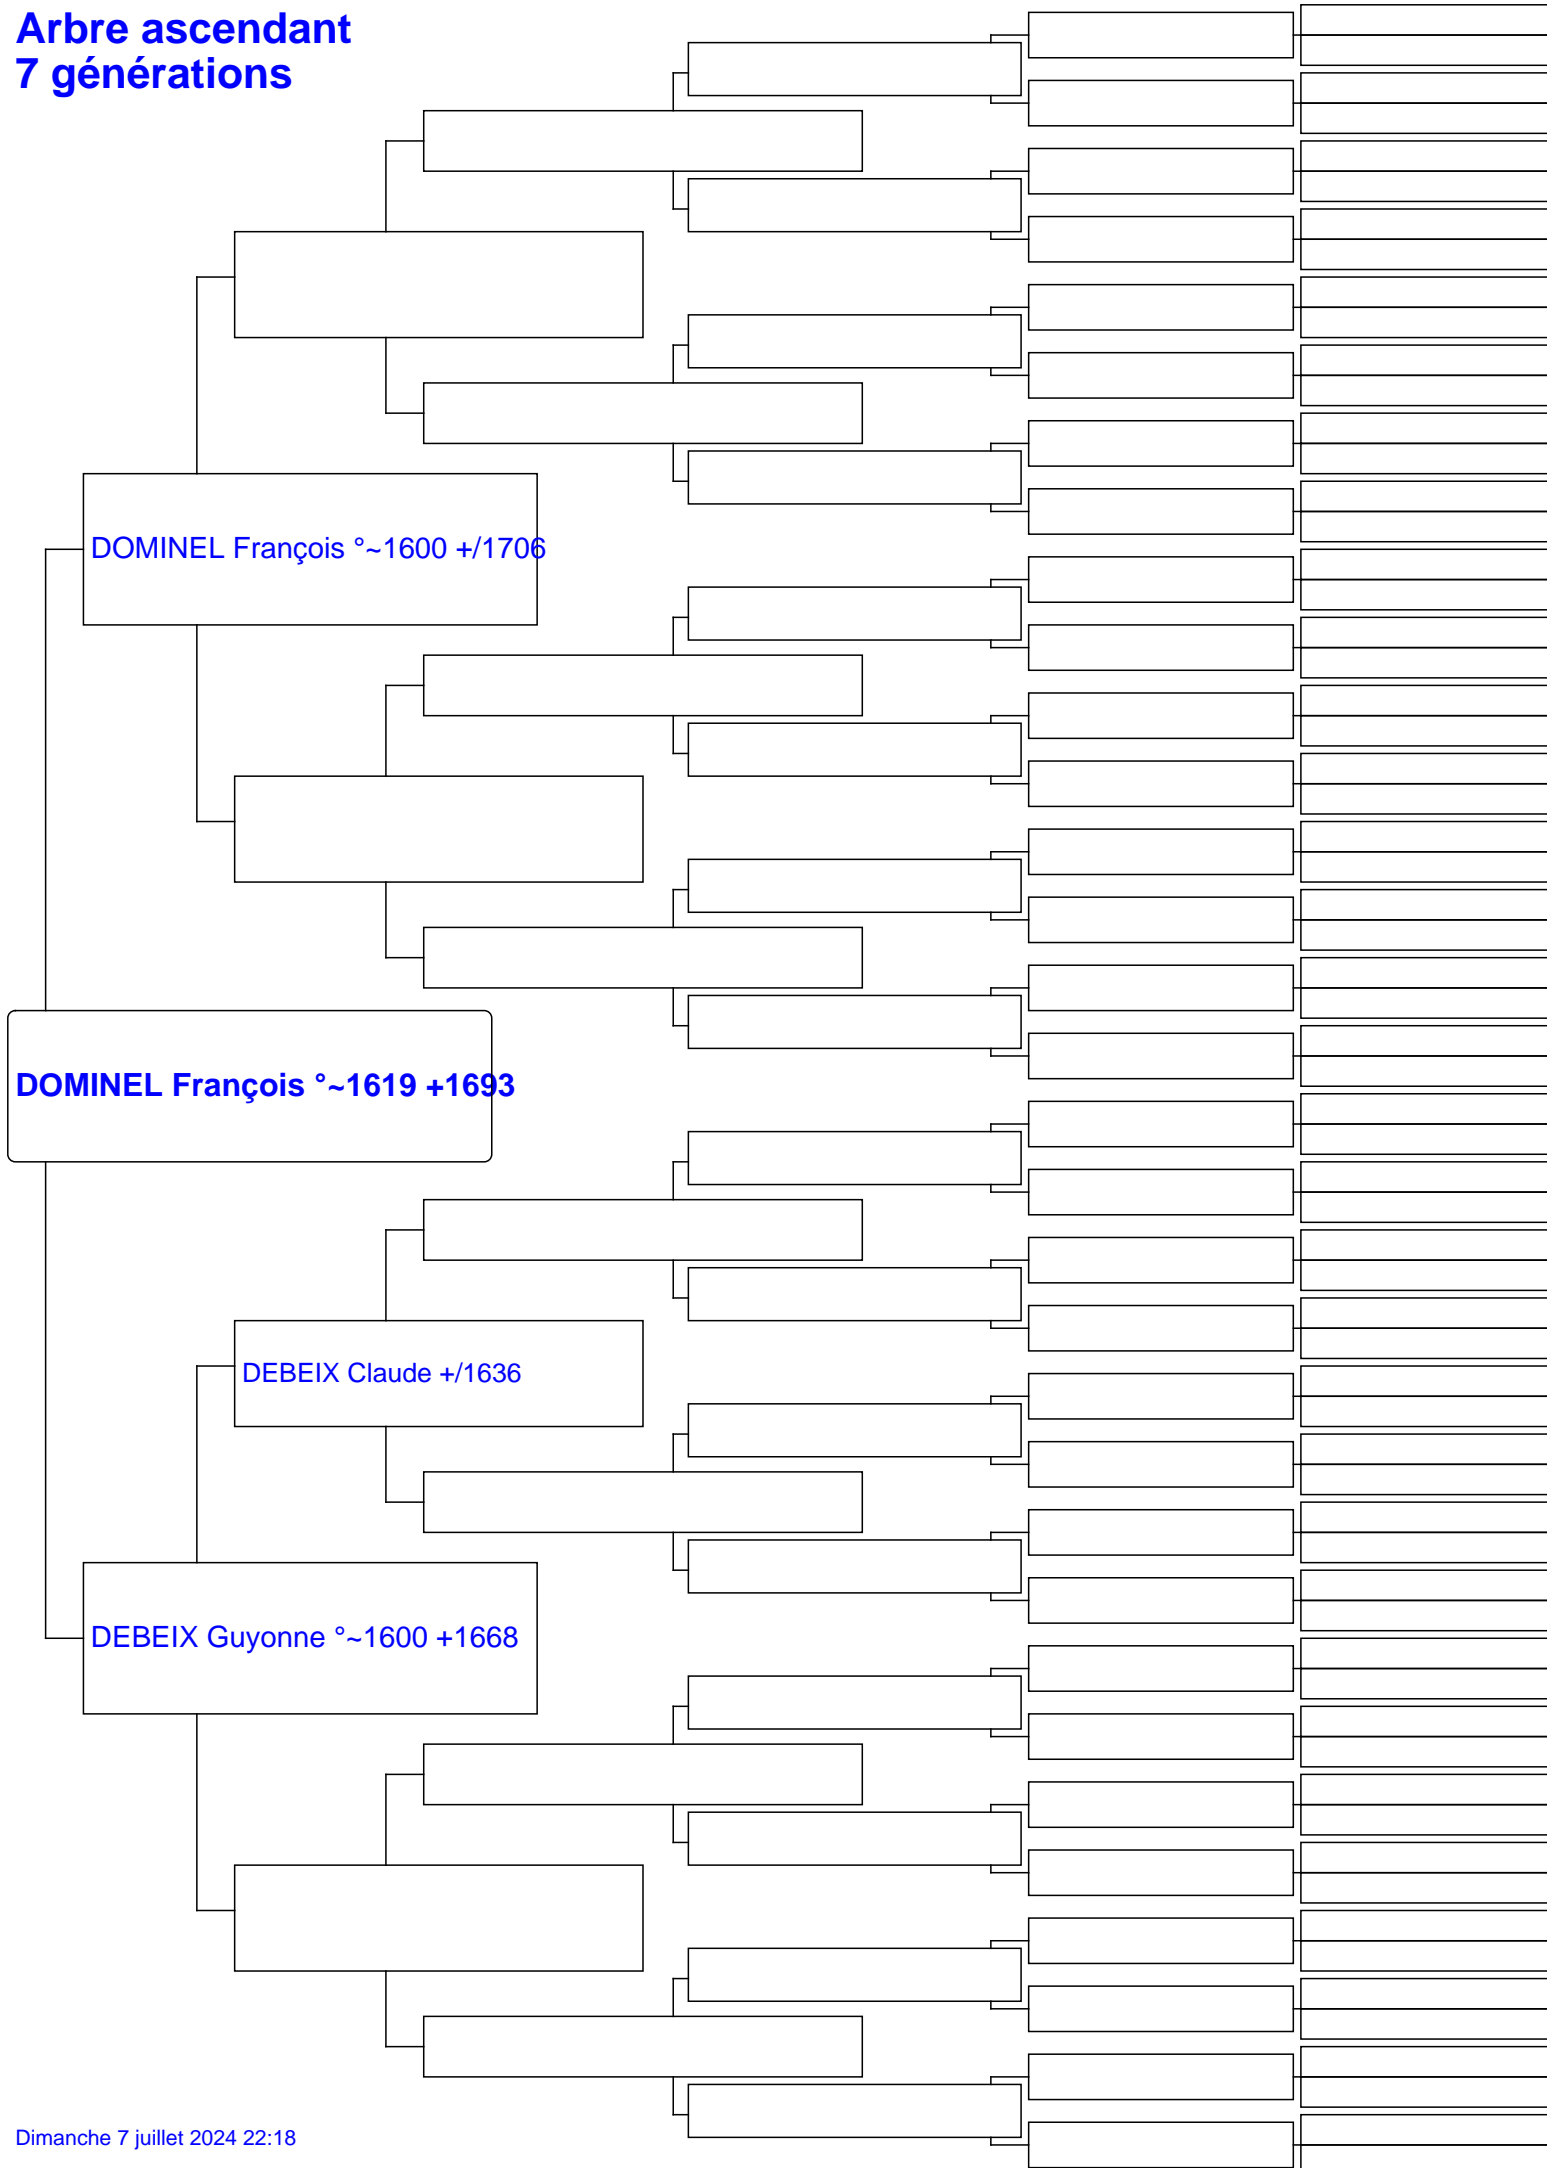 Arbre ascendant
7 générations
DOMINEL François °~1600 +/1706
DOMINEL François °~1619 +1693
DEBEIX Claude +/1636
DEBEIX Guyonne °~1600 +1668
Dimanche 7 juillet 2024 22:18